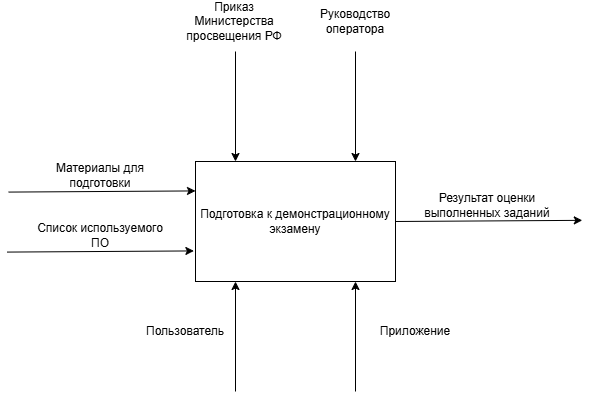 Приказ
Министерства
просвещения РФ
Руководство
оператора
Материалы для
подготовки
Список используемого
ПО
Подготовка к демонстрационному
экзамену
Результат оценки
выполненных заданий
Пользователь
Приложение